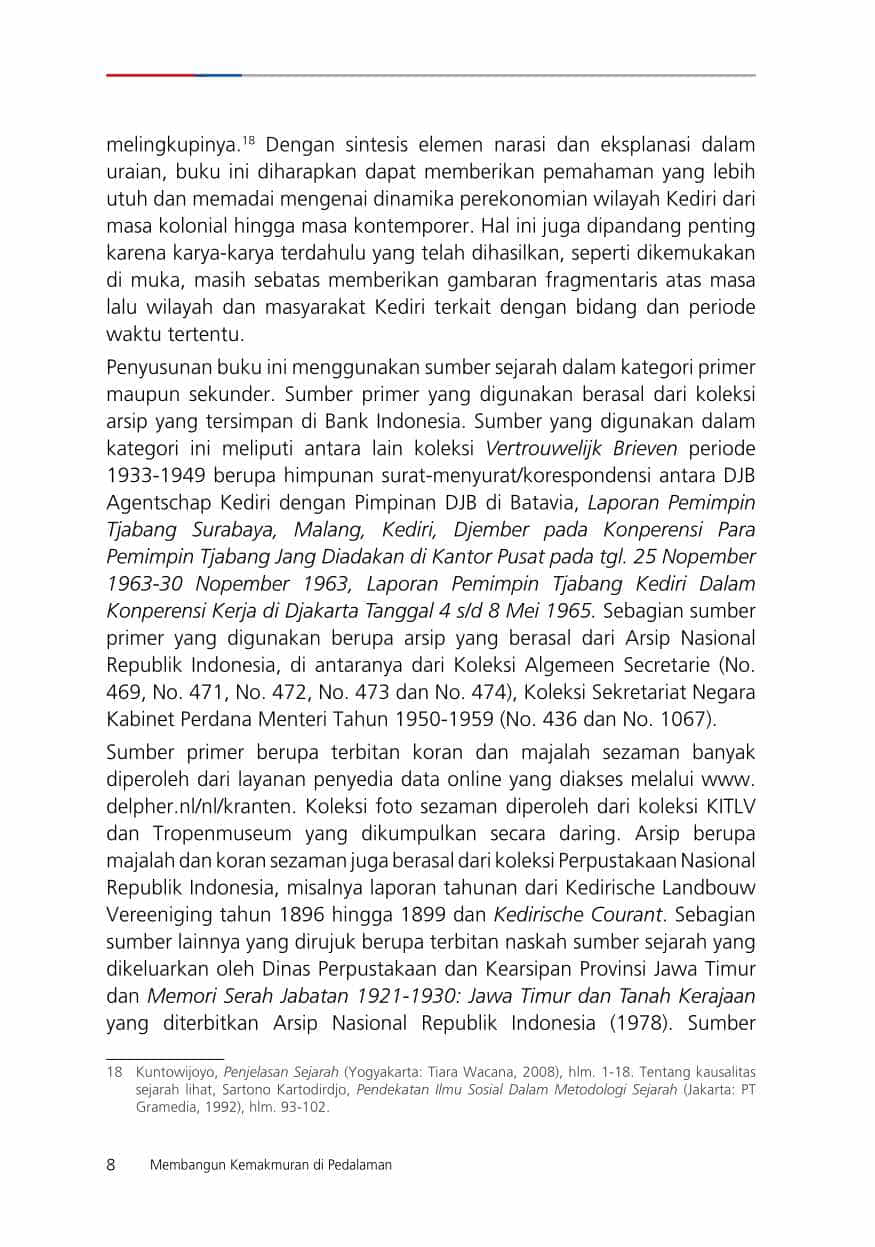 melingkupinya.18 Dengan sintesis elemen narasi dan eksplanasi dalam
uraian, buku ini diharapkan dapat memberikan pemahaman yang lebih
utuh dan memadai mengenai dinamika perekonomian wilayah Kediri dari
masa kolonial hingga masa kontemporer. Hal ini juga dipandang penting
karena karya-karya terdahulu yang telah dihasilkan, seperti dikemukakan
di muka, masih sebatas memberikan gambaran fragmentaris atas masa
lalu wilayah dan masyarakat Kediri terkait dengan bidang dan periode
waktu tertentu.
Penyusunan buku ini menggunakan sumber sejarah dalam kategori primer
maupun sekunder. Sumber primer yang digunakan berasal dari koleksi
arsip yang tersimpan di Bank Indonesia. Sumber yang digunakan dalam
kategori ini meliputi antara lain koleksi Vertrouwelijk Brieven periode
1933-1949 berupa himpunan surat-menyurat/korespondensi antara DJB
Agentschap Kediri dengan Pimpinan DJB di Batavia, Laporan Pemimpin
Tjabang Surabaya, Malang, Kediri, Djember pada Konperensi Para
Pemimpin Tjabang Jang Diadakan di Kantor Pusat pada tgl. 25 Nopember
1963-30 Nopember 1963, Laporan Pemimpin Tjabang Kediri Dalam
Konperensi Kerja di Djakarta Tanggal 4 s/d 8 Mei 1965. Sebagian sumber
primer yang digunakan berupa arsip yang berasal dari Arsip Nasional
Republik Indonesia, di antaranya dari Koleksi Algemeen Secretarie (No.
469, No. 471, No. 472, No. 473 dan No. 474), Koleksi Sekretariat Negara
Kabinet Perdana Menteri Tahun 1950-1959 (No. 436 dan No. 1067).
Sumber primer berupa terbitan koran dan majalah sezaman banyak
diperoleh dari layanan penyedia data online yang diakses melalui www.
delpher.nl/nl/kranten. Koleksi foto sezaman diperoleh dari koleksi KITLV
dan Tropenmuseum yang dikumpulkan secara daring. Arsip berupa
majalah dan koran sezaman juga berasal dari koleksi Perpustakaan Nasional
Republik Indonesia, misalnya laporan tahunan dari Kedirische Landbouw
Vereeniging tahun 1896 hingga 1899 dan Kedirische Courant. Sebagian
sumber lainnya yang dirujuk berupa terbitan naskah sumber sejarah yang
dikeluarkan oleh Dinas Perpustakaan dan Kearsipan Provinsi Jawa Timur
dan Memori Serah Jabatan 1921-1930: Jawa Timur dan Tanah Kerajaan
yang diterbitkan Arsip Nasional Republik Indonesia (1978). Sumber
18 Kuntowijoyo, Penjelasan Sejarah (Yogyakarta: Tiara Wacana, 2008), hlm. 1-18. Tentang kausalitas
sejarah lihat, Sartono Kartodirdjo, Pendekatan Ilmu Sosial Dalam Metodologi Sejarah (Jakarta: PT
Gramedia, 1992), hlm. 93-102.
8 Membangun Kemakmuran di Pedalaman